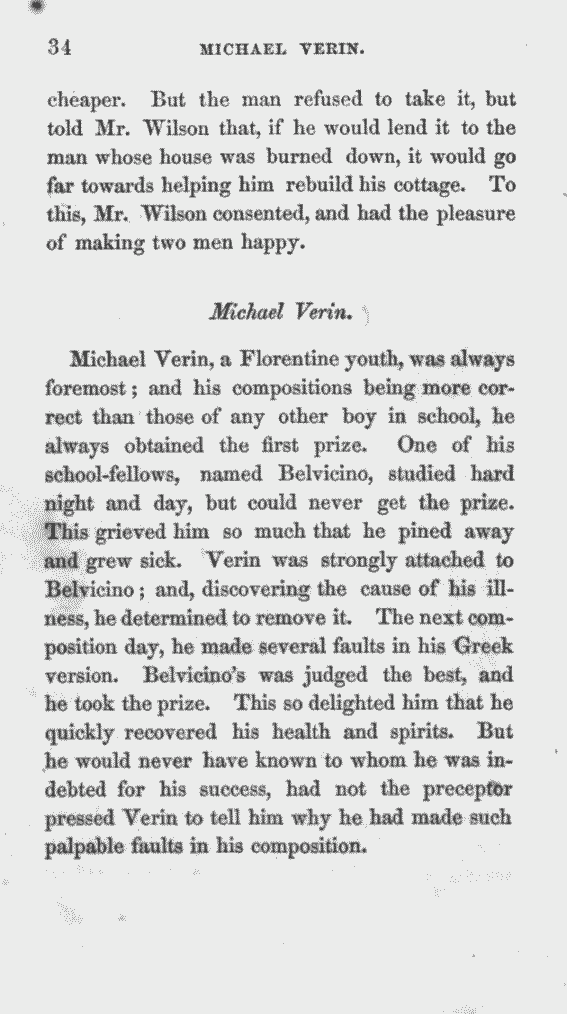 34
MICHAEL VERIN.
cheaper. But the man refused to take it, but
told Mr. Wilson that, if he would lend it to the
man whose house was burned down, it would go
far towards helping him rebuild his cottage. To
this, Mr. Wilson consented, and had the pleasure
of making two men happy.
Michael Verin.
Michael Verin, a Florentine youth, was always
foremost; and his compositions being more cor-
rect than those of any other boy in school, he
always obtained the first prize. One of his
school-fellows, named Belvicino, studied hard
night and day, but could never get the prize.
This grieved him so much that he pined away
and grew sick. Verin was strongly attached to
Belvicino; and, discovering the cause of his ill-
ness, he determined to remove it. The next com-
position day, he made several faults in his Greek
version. Belvicino's was judged the best, and
he took the prize. This so delighted him that he
quickly recovered his health and spirits. But
he would never have known to whom he was in-
debted for his success, had not the preceptor
pressed Verin to tell him why he had made such
palpable faults in his composition.